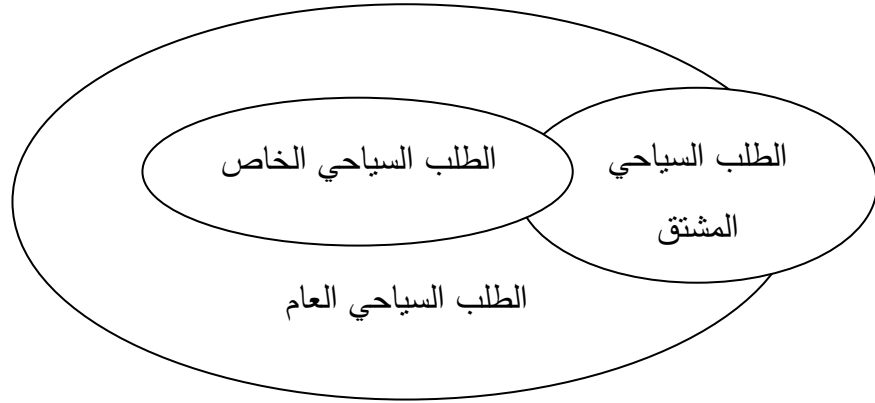 الطلب السياحي
المشتق
الطلب السياحي الخاص
الطلب السياحي العام